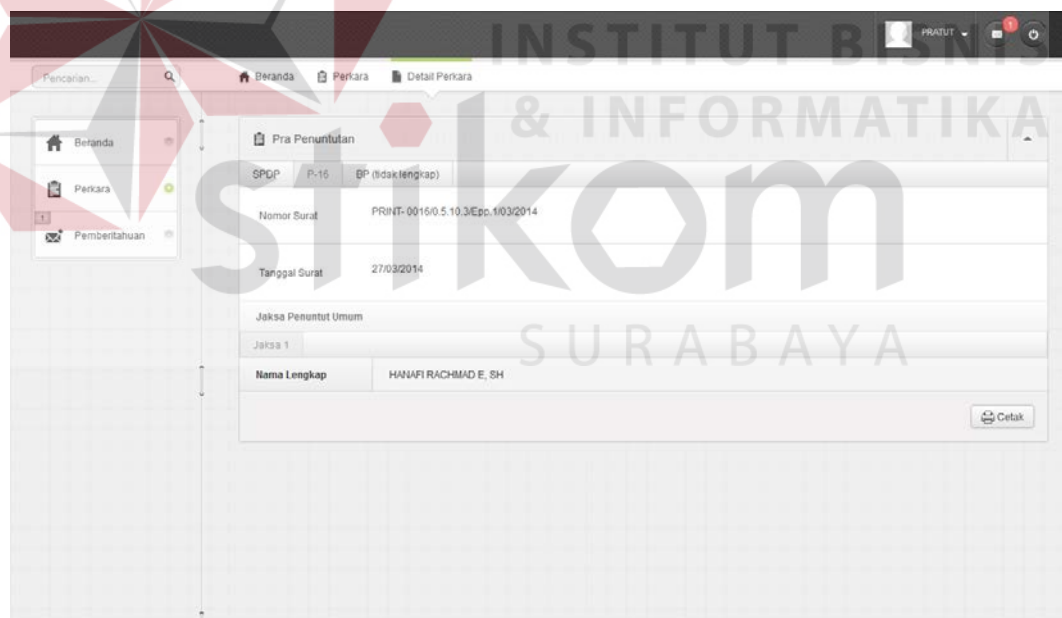 INSTITUT BISNIS
& INFORMATIKA
stikom
SURABAYA
PRATUT
1
Pencarian...
Beranda Perkara Detail Perkara
Beranda
Perkara
1
Pemberitahuan
Pra Penuntutan
SPDP P-16 BP (tidak lengkap)
Nomor Surat PRINT- 0016/0.5.10.3/Epp.1/03/2014
Tanggal Surat 27/03/2014
Jaksa Penuntut Umum
Jaksa 1
Nama Lengkap HANAFI RACHMAD E, SH
Cetak